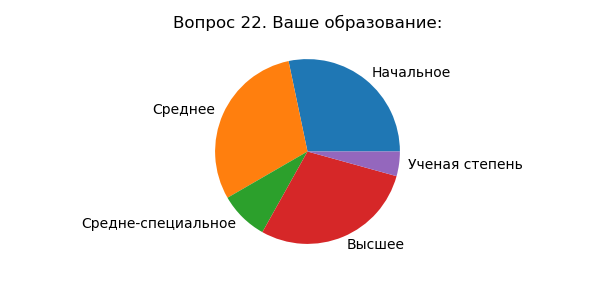 Вопрос 22. Ваше образование:
Начальное
Среднее
Ученая степень
Средне-специальное
Высшее